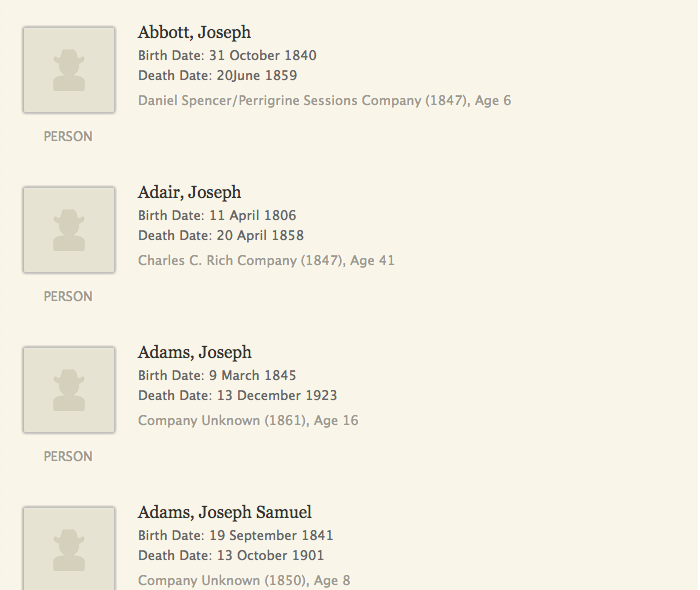 Abbott, Joseph
Birth Date: 31 October 1840
Death Date: 20June 1859
Daniel Spencer/Perrigrine Sessions Company (1847), Age 6
PERSON
Adair, Joseph
Birth Date: 11 April 1806
Death Date: 20 April 1858
Charles C. Rich Company (1847), Age 41
PERSON
Adams, Joseph
Birth Date: 9 March 1845
Death Date: 13 December 1923
Company Unknown (1861), Age 16
PERSON
Adams, Joseph Samuel
Birth Date: 19 September 1841
Death Date: 13 October 1901
Company Unknown (1850), Age 8